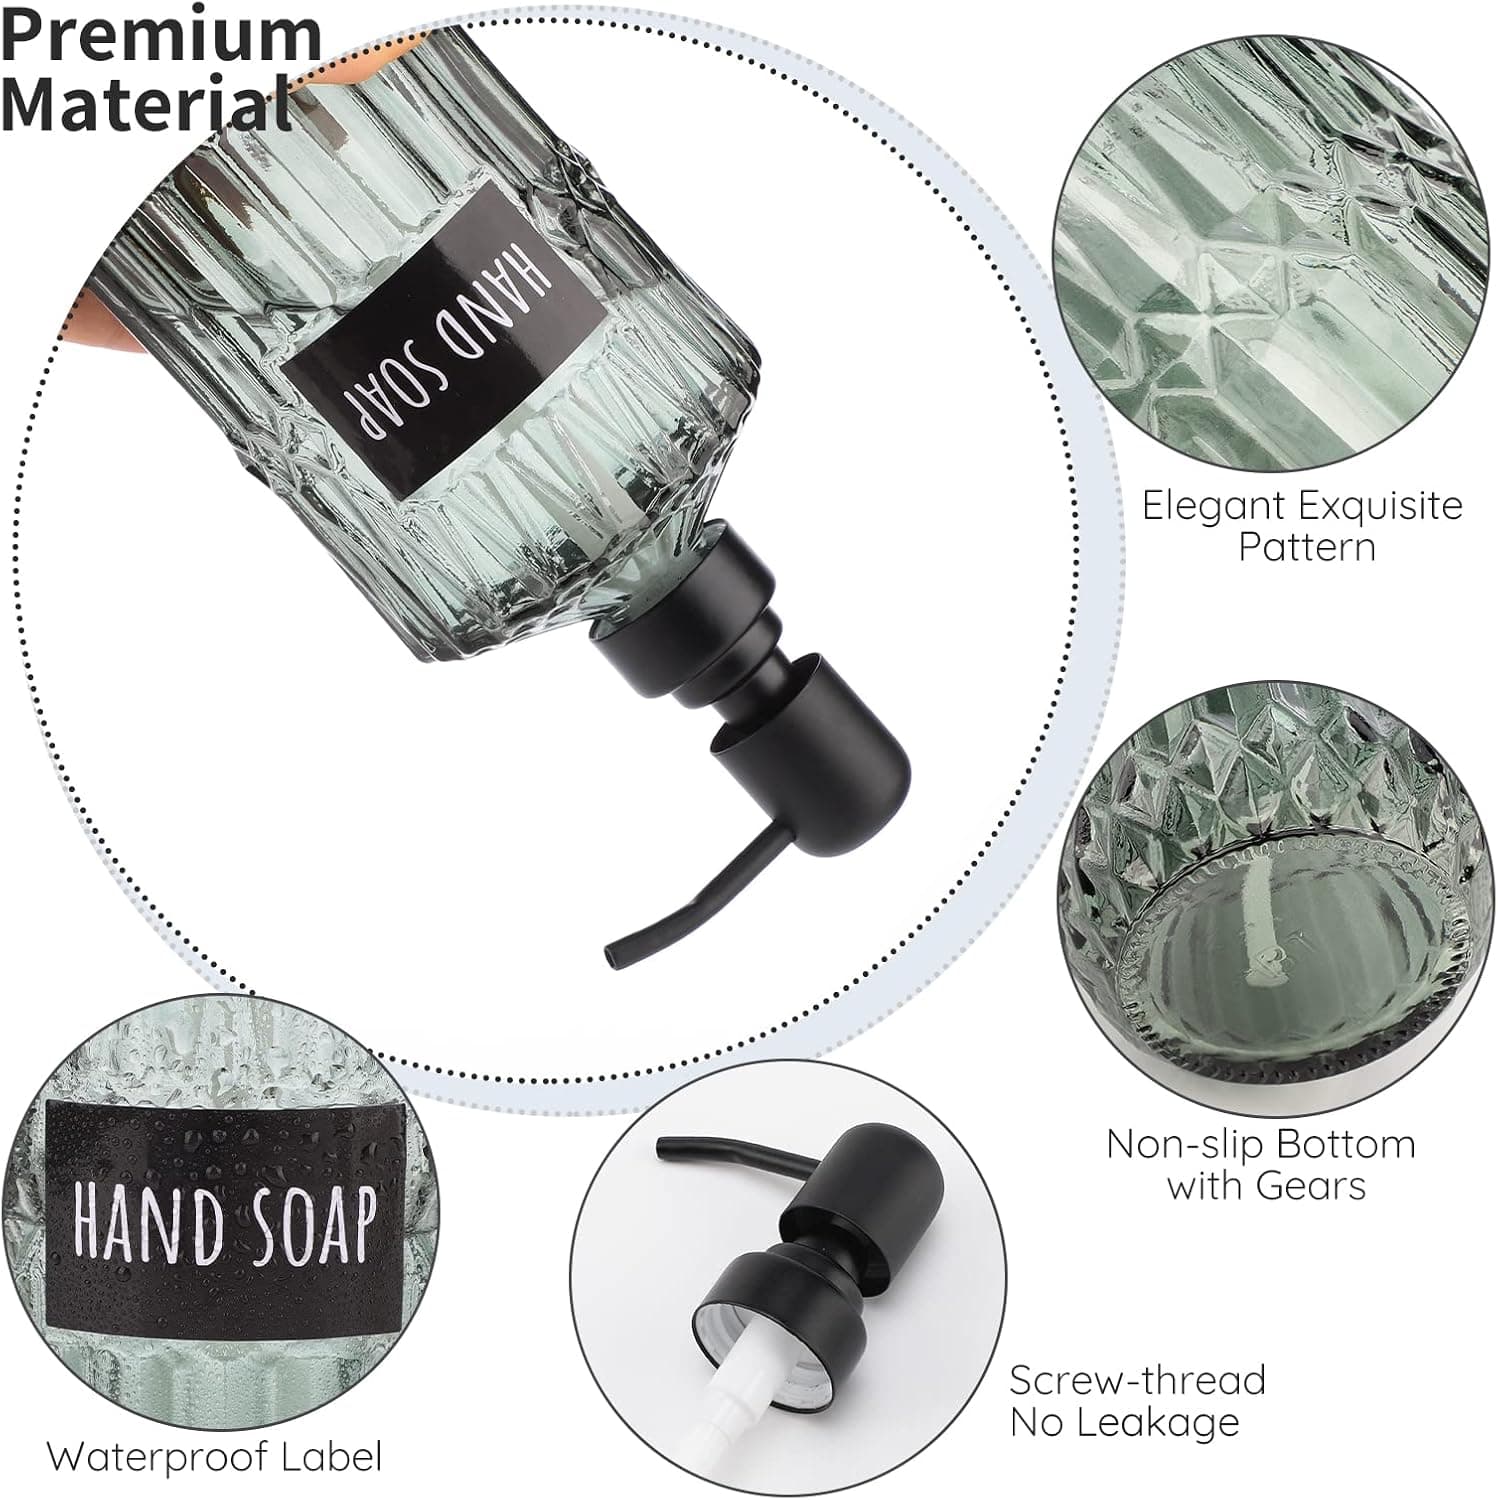 Premium
Material
HAND SOAP
Elegant Exquisite
Pattern
Non-slip Bottom
with Gears
HAND SOAP
Waterproof Label
Screw-thread
No Leakage